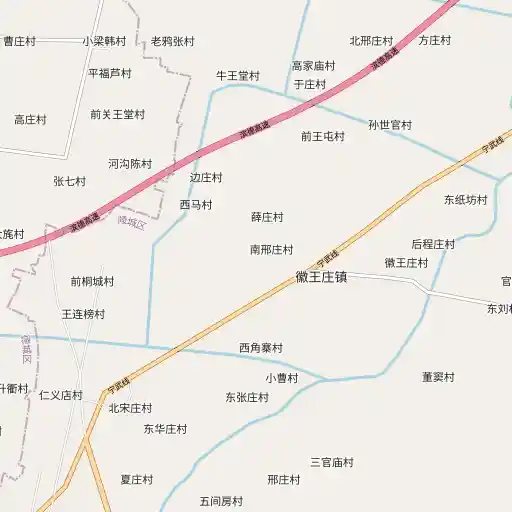 曹庄村
小梁韩村
老鸦张村
北邢庄村
方庄村
滨德高速
平福芦村
牛王堂村
高家庙村
于庄村
高庄村
前关王堂村
滨德高速
孙世官村
前王屯村
宁武线
河沟陈村
张七村
边庄村
西马村
东纸坊村
薛庄村
滨德高速
陵城区
后程庄村
南邢庄村
宁武线
徽王庄村
徽王庄镇
前桐城村
官
王连榜村
东刘村
西角寨村
小曹村
董窦村
宁武线
仁义店村
东张庄村
北宋庄村
东华庄村
村
三官庙村
夏庄村
邢庄村
五间房村